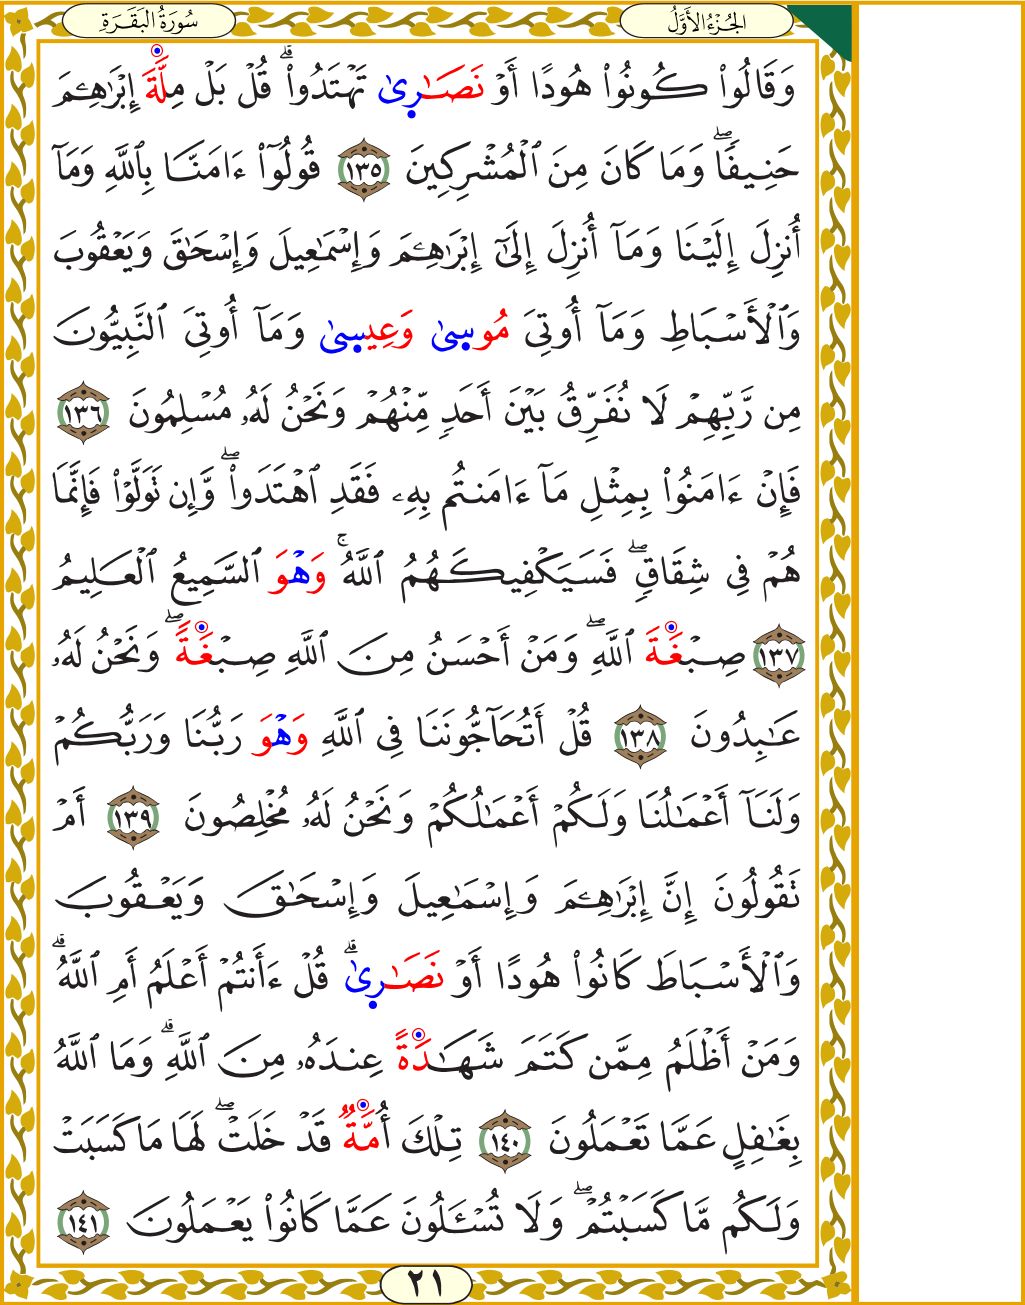 الجُزْءُ الأَوَّلُ
سُورَةُ البَقَرَةِ
وَقَالُوا۟ كُونُوا۟ هُودًا أَوْ نَصَـٰرِىٰ تَهْتَدُوا۟ ۗ قُلْ بَلْ مِلَّةَ إِبْرَٰهِـۧمَ
حَنِيفًا ۖ وَمَا كَانَ مِنَ ٱلْمُشْرِكِينَ ١٣٥ قُولُوٓا۟ ءَامَنَّا بِٱللَّهِ وَمَآ
أُنزِلَ إِلَيْنَا وَمَآ أُنزِلَ إِلَىٰٓ إِبْرَٰهِـۧمَ وَإِسْمَـٰعِيلَ وَإِسْحَـٰقَ وَيَعْقُوبَ
وَٱلْأَسْبَاطِ وَمَآ أُوتِىَ مُوسِىٰ وَعِيسِىٰ وَمَآ أُوتِىَ ٱلنَّبِيُّونَ
مِن رَّبِّهِمْ لَا نُفَرِّقُ بَيْنَ أَحَدٍ مِّنْهُمْ وَنَحْنُ لَهُۥ مُسْلِمُونَ ١٣٦
فَإِنْ ءَامَنُوا۟ بِمِثْلِ مَآ ءَامَنتُم بِهِۦ فَقَدِ ٱهْتَدَوا۟ ۖ وَّإِن تَوَلَّوْا۟ فَإِنَّمَا
هُمْ فِى شِقَاقٍ ۖ فَسَيَكْفِيكَهُمُ ٱللَّهُ ۚ وَهْوَ ٱلسَّمِيعُ ٱلْعَلِيمُ
١٣٧ صِبْغَةَ ٱللَّهِ ۖ وَمَنْ أَحْسَنُ مِنَ ٱللَّهِ صِبْغَةً ۖ وَنَحْنُ لَهُۥ
عَـٰبِدُونَ ١٣٨ قُلْ أَتُحَآجُّونَنَا فِى ٱللَّهِ وَهْوَ رَبُّنَا وَرَبُّكُمْ
وَلَنَآ أَعْمَـٰلُنَا وَلَكُمْ أَعْمَـٰلُكُمْ وَنَحْنُ لَهُۥ مُخْلِصُونَ ١٣٩ أَمْ
تَقُولُونَ إِنَّ إِبْرَٰهِـۧمَ وَإِسْمَـٰعِيلَ وَإِسْحَـٰقَ وَيَعْقُوبَ
وَٱلْأَسْبَاطَ كَانُوا۟ هُودًا أَوْ نَصَـٰرِىٰ ۗ قُلْ ءَأَنتُمْ أَعْلَمُ أَمِ ٱللَّهُ ۗ
وَمَنْ أَظْلَمُ مِمَّن كَتَمَ شَهَـٰدَةً عِندَهُۥ مِنَ ٱللَّهِ ۗ وَمَا ٱللَّهُ
بِغَـٰفِلٍ عَمَّا تَعْمَلُونَ ١٤٠ تِلْكَ أُمَّةٌ قَدْ خَلَتْ ۖ لَهَا مَا كَسَبَتْ
وَلَكُم مَّا كَسَبْتُمْ ۖ وَلَا تُسْـَٔلُونَ عَمَّا كَانُوا۟ يَعْمَلُونَ ١٤١
٢١